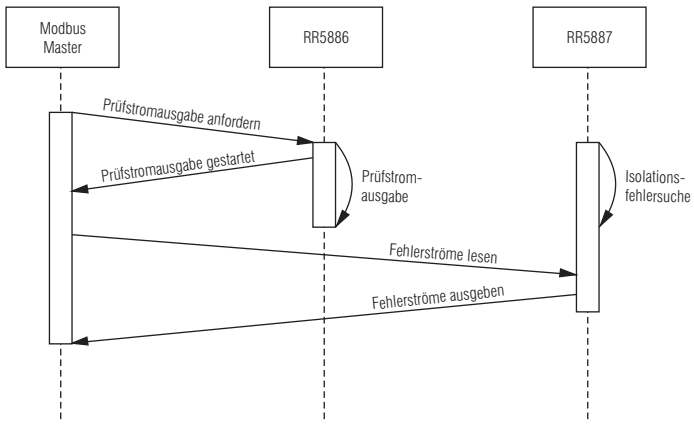 Modbus
Master
RR5886
RR5887
Prüfstromausgabe anfordern
Prüfstromausgabe gestartet
Prüfstrom-
ausgabe
Isolations-
fehlersuche
Fehlerströme lesen
Fehlerströme ausgeben